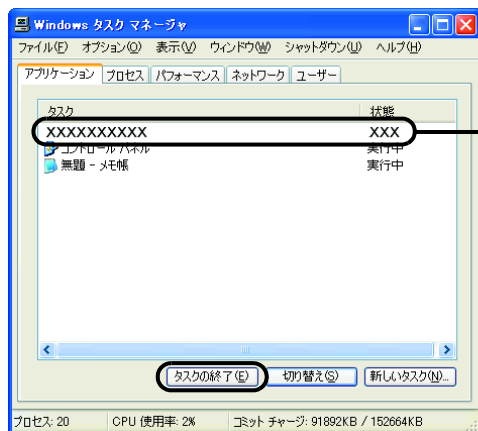 Windows タスク マネージャ
ファイル(F) オプション(O) 表示(V) ウィンドウ(W) シャットダウン(U) ヘルプ(H)
アプリケーション プロセス パフォーマンス ネットワーク ユーザー
タスク 状態
XXXXXXXXXX XXX
コントロール パネル 実行中
無題 - メモ帳 実行中
タスクの終了(E) 切り替え(S) 新しいタスク(N)...
プロセス: 20 CPU 使用率: 2% コミット チャージ: 91892KB / 152664KB